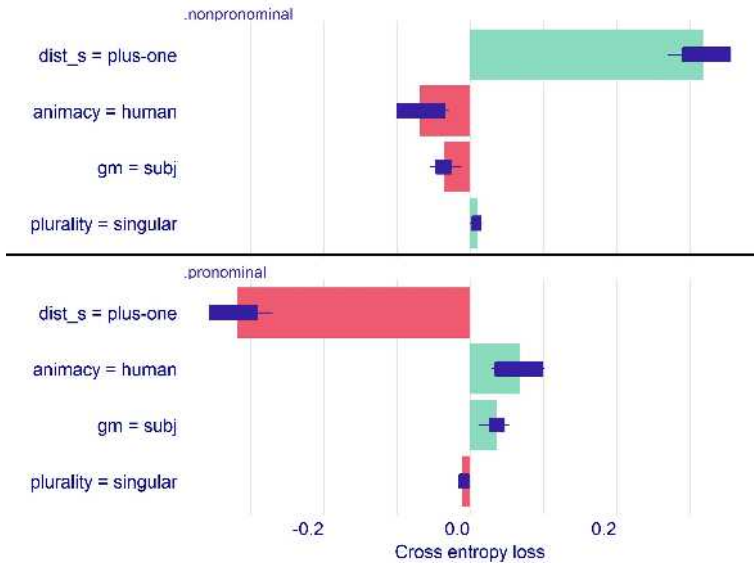 .nonpronominal
dist_s = plus-one
animacy = human
gm = subj
plurality = singular
.pronominal
dist_s = plus-one
animacy = human
gm = subj
plurality = singular
-0.2 0.0 0.2
Cross entropy loss